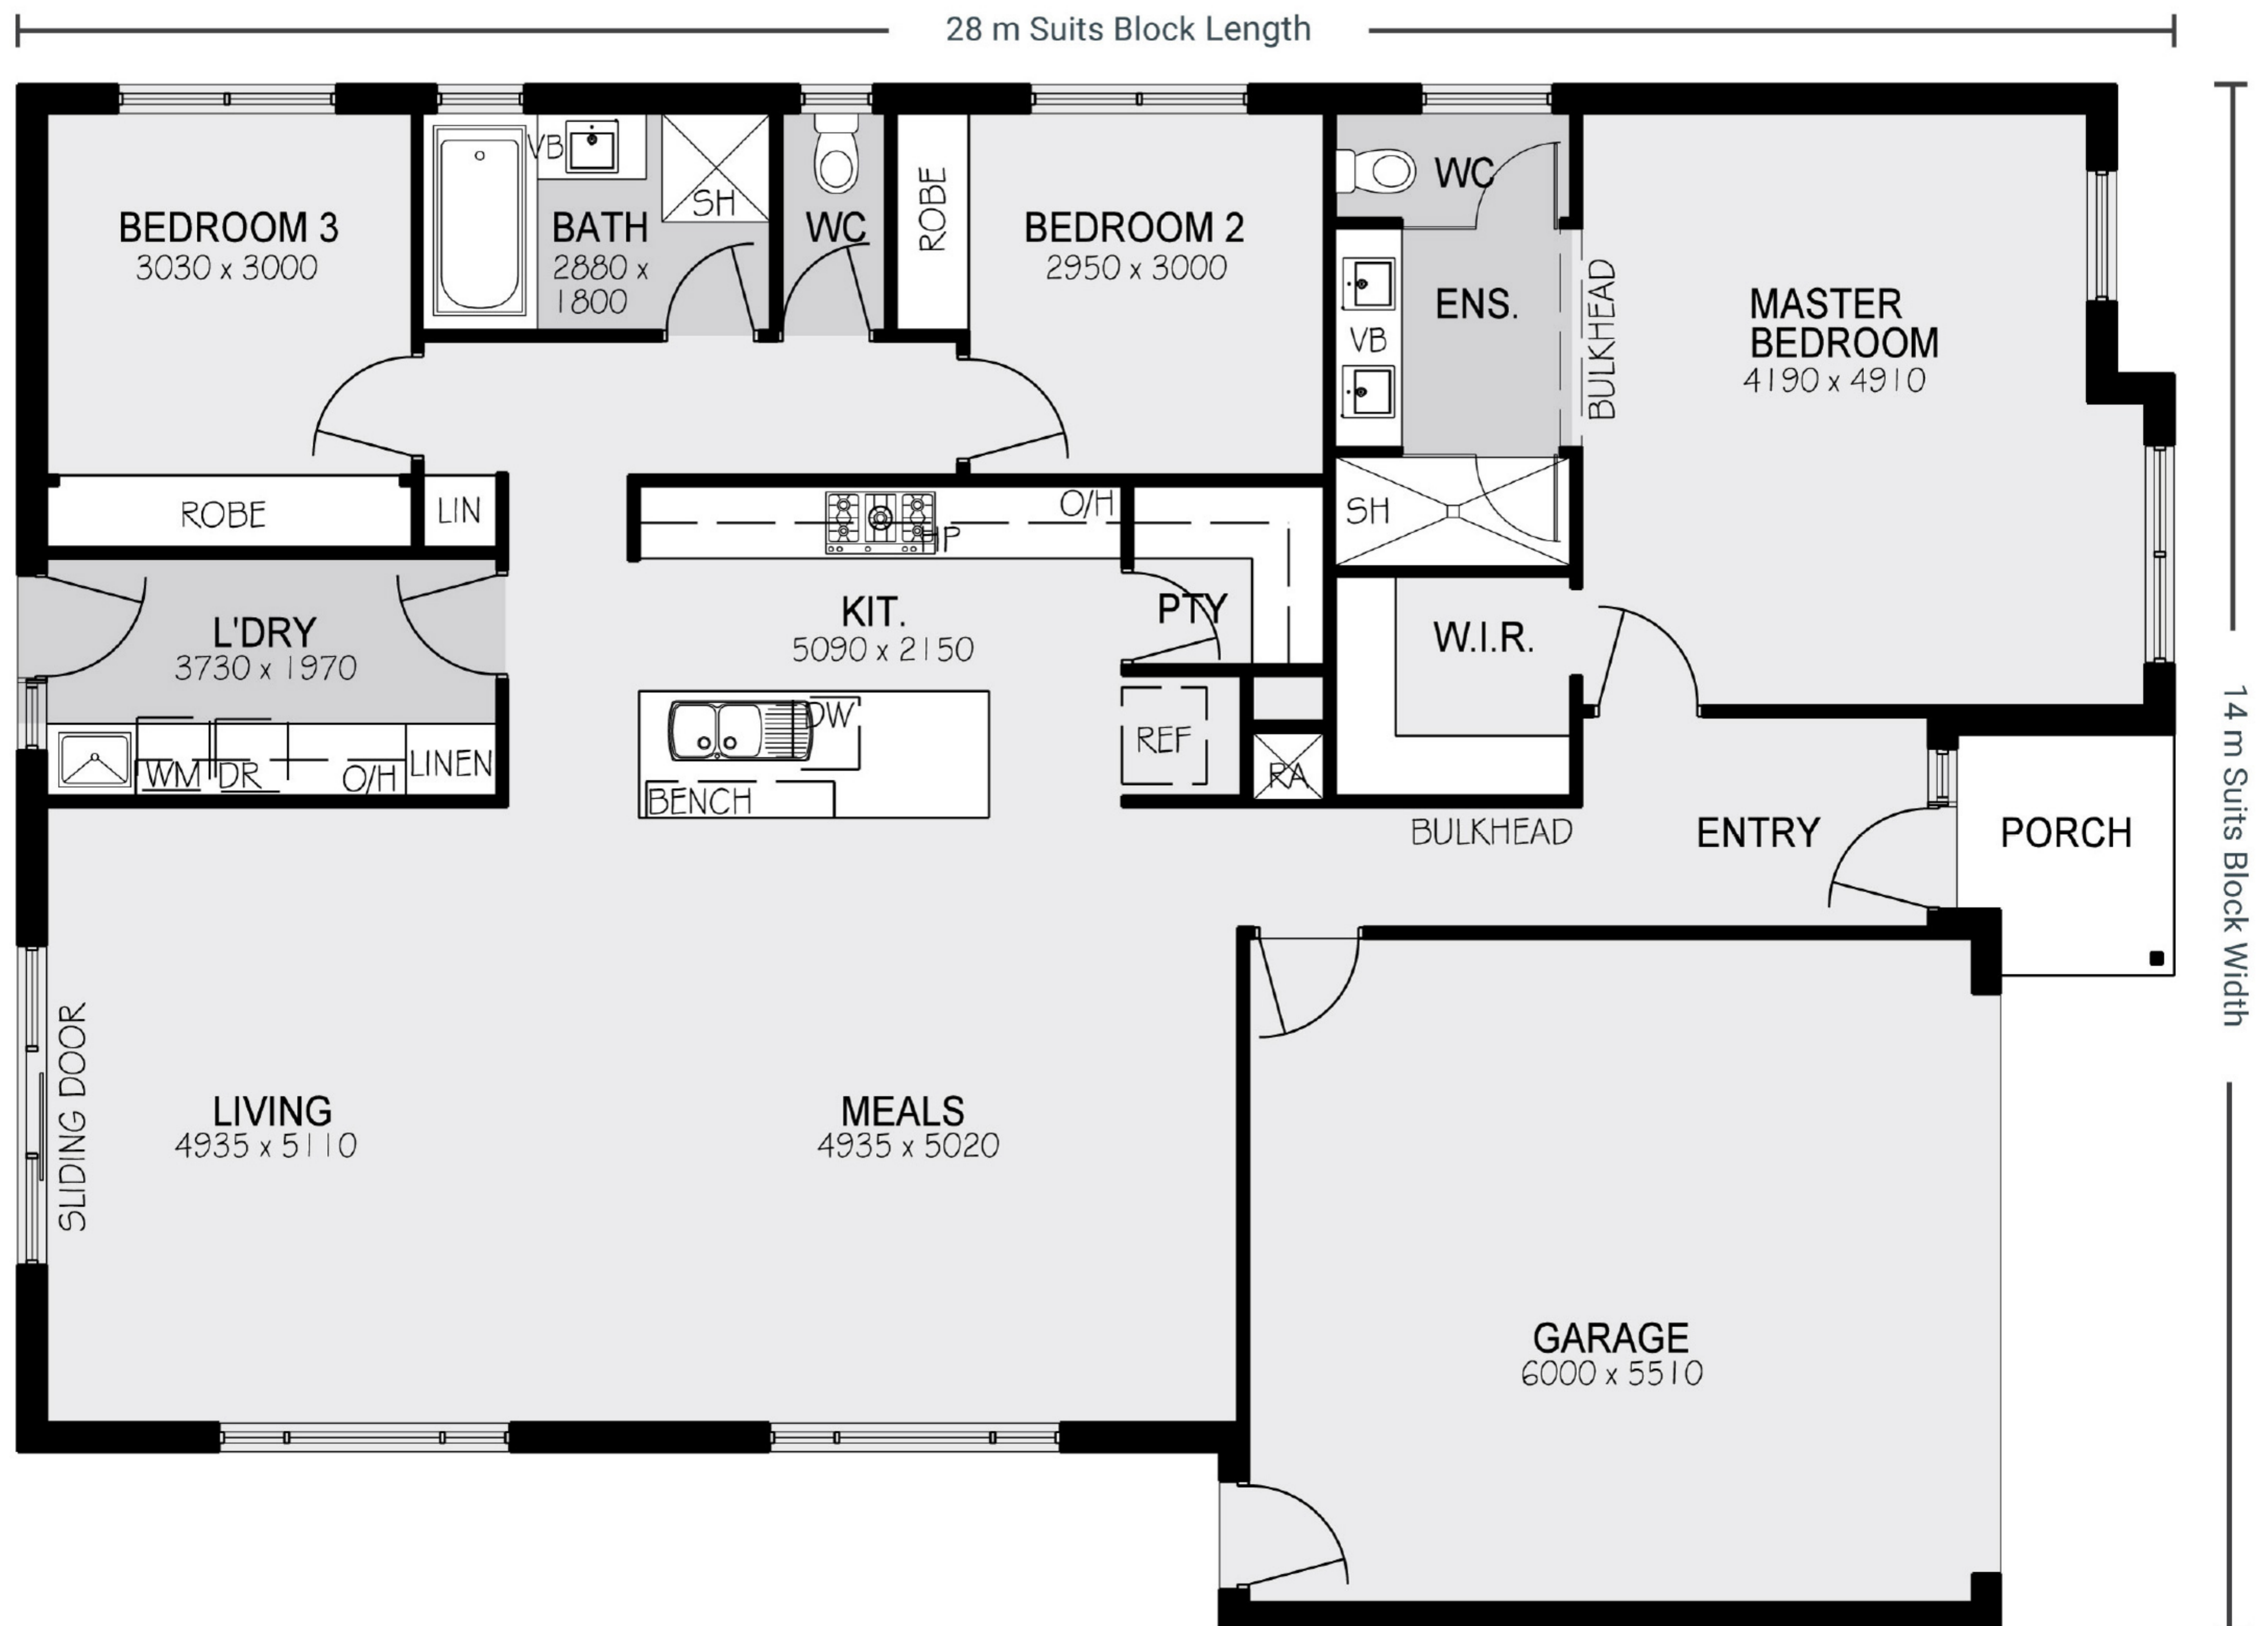 28 m Suits Block Length
BEDROOM 3
3030 x 3000
VB
SH
BATH
2880 x
1800
WC
ROBE
BEDROOM 2
2950 x 3000
WC
ENS.
VB
BULKHEAD
MASTER
BEDROOM
4190 x 4910
ROBE
LIN
O/H
HP
SH
L'DRY
3730 x 1970
KIT.
5090 x 2150
PTY
W.I.R.
WM
DR
O/H
LINEN
DW
BENCH
REF
RA
BULKHEAD
ENTRY
PORCH
14 m Suits Block Width
SLIDING DOOR
LIVING
4935 x 5110
MEALS
4935 x 5020
GARAGE
6000 x 5510